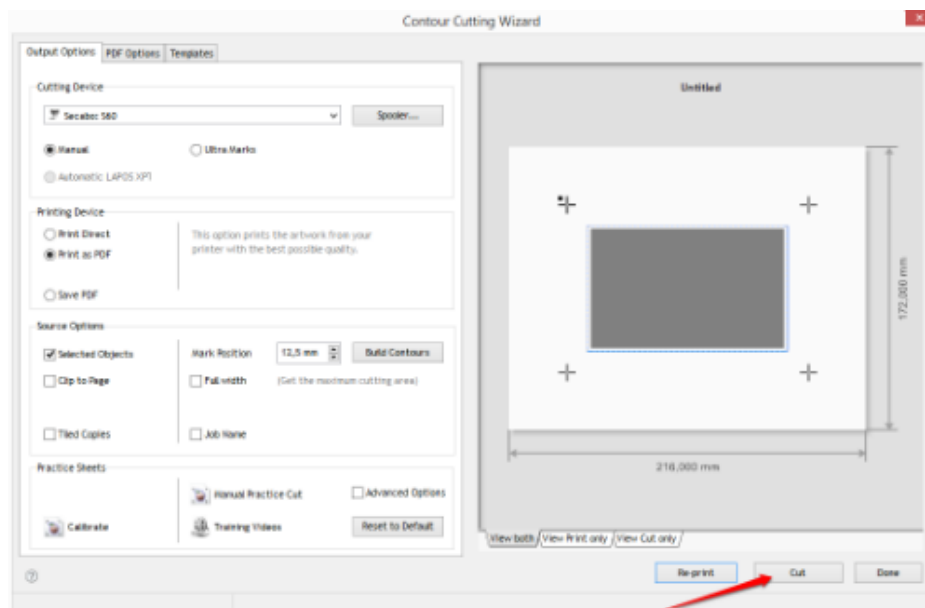 Contour Cutting Wizard
Output Options PDF Options Templates
Cutting Device
Secabo: S60
Spooler...
Manual
Ultra Marks
Automatic LAPOS XPT
Printing Device
Print Direct
This option prints the artwork from your
Print as PDF
printer with the best possible quality.
Save PDF
Source Options
Selected Objects
Mark Position 12,5 mm Build Contours
Clip to Page
Full width (Get the maximum cutting area)
Tiled Copies
Job Name
Practice Sheets
Manual Practice Cut
Advanced Options
Calibrate
Training Videos
Reset to Default
Untitled
172,000 mm
216,000 mm
View both View Print only View Cut only
Re-print Cut Done